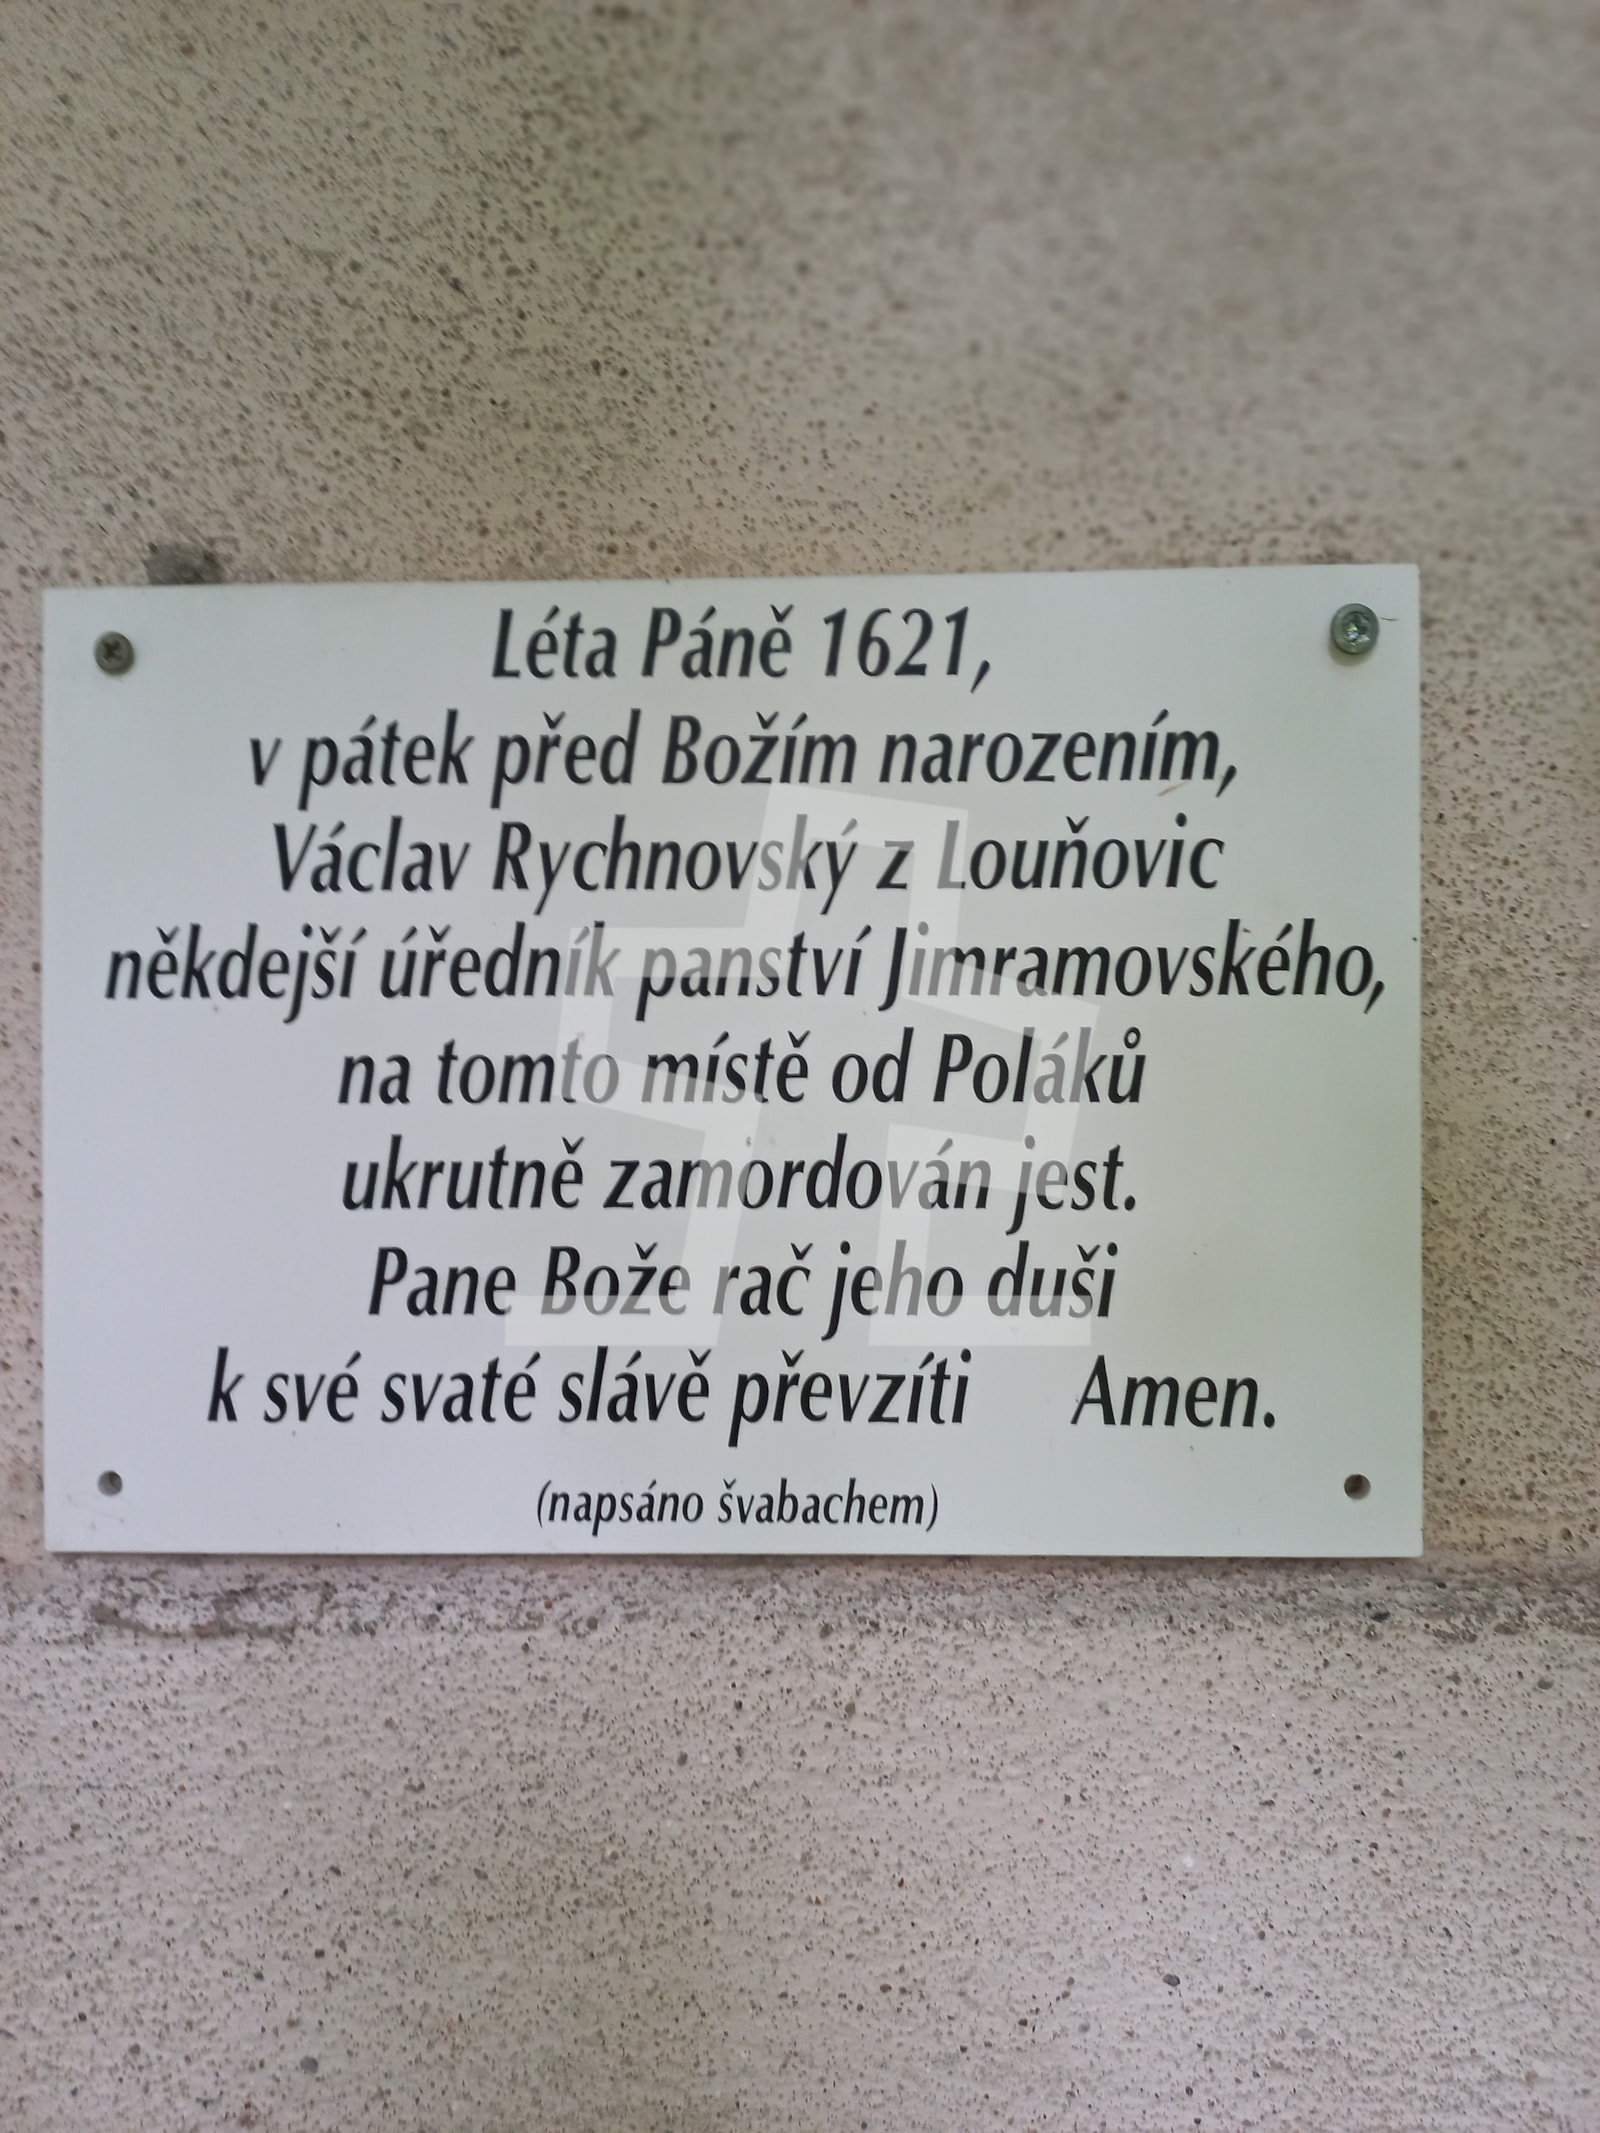 Léta Páně 1621,
v pátek před Božím narozením,
Václav Rychnovský z Louňovic
někdejší úředník panství Jimramovského,
na tomto místě od Poláků
ukrutně zamordován jest.
Pane Bože rač jeho duši
k své svaté slávě převzíti Amen.
(napsáno švabachem)